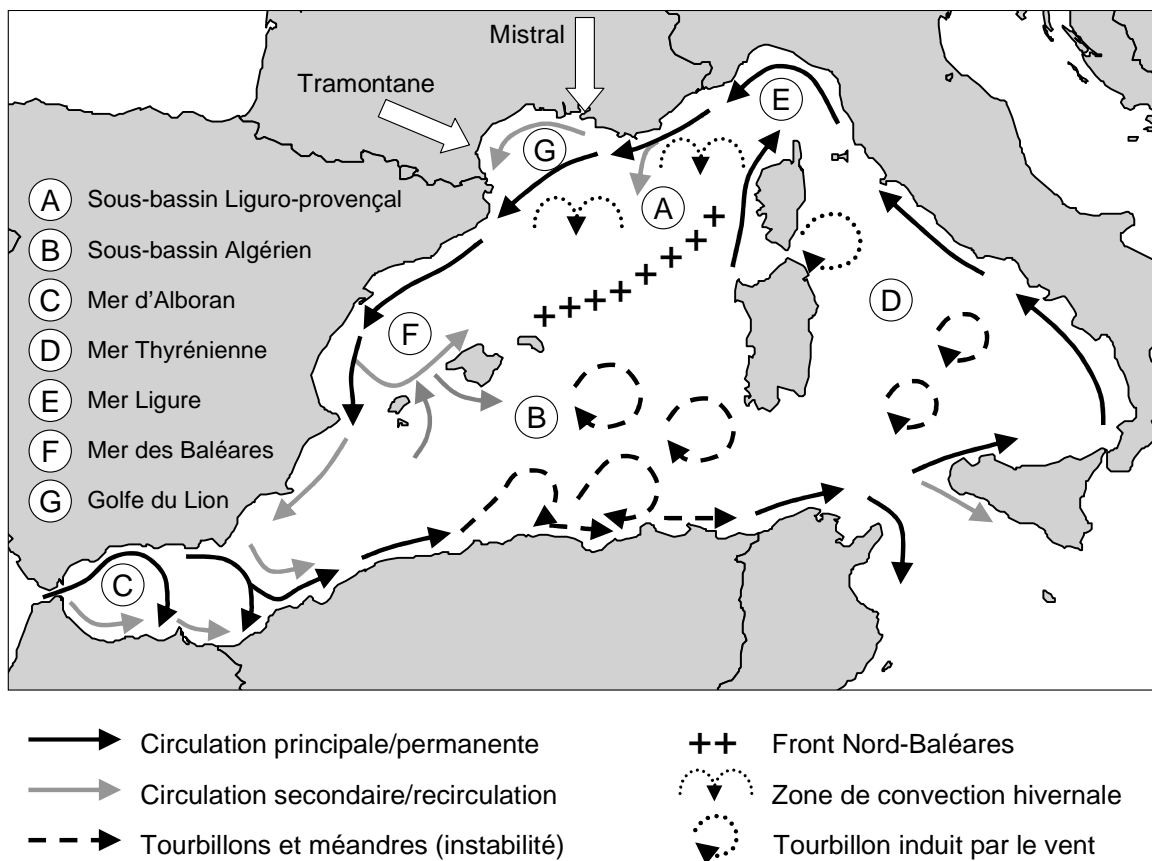 Mistral
Tramontane
E
G
A Sous-bassin Liguro-provençal
A
B Sous-bassin Algérien
C Mer d'Alboran
D
D Mer Thyrénienne
F
E Mer Ligure
B
F Mer des Baléares
G Golfe du Lion
C
Circulation principale/permanente
Circulation secondaire/recirculation
Tourbillons et méandres (instabilité)
++ Front Nord-Baléares
Zone de convection hivernale
Tourbillon induit par le vent